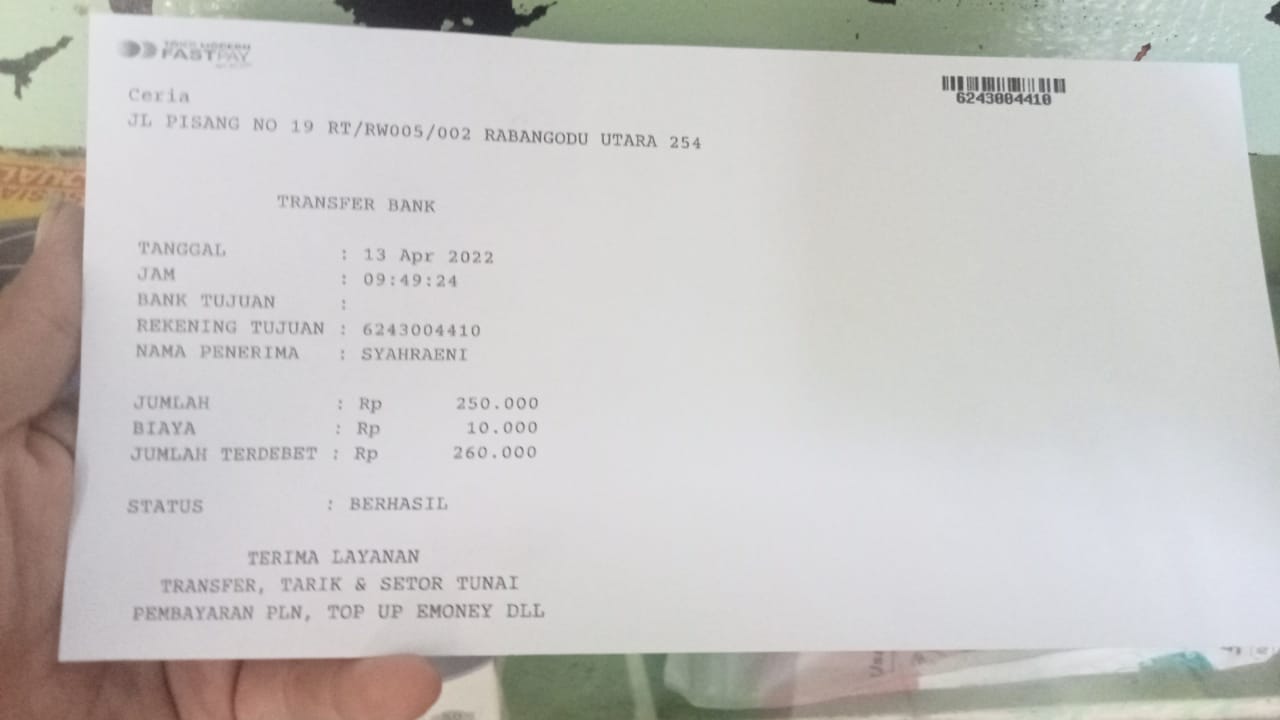 FASTPAY
6243004410
Ceria
JL PISANG NO 19 RT/RW005/002 RABANGODU UTARA 254
TRANSFER BANK
TANGGAL : 13 Apr 2022
JAM : 09:49:24
BANK TUJUAN :
REKENING TUJUAN : 6243004410
NAMA PENERIMA : SYAHRAENI
JUMLAH : Rp 250.000
BIAYA : Rp 10.000
JUMLAH TERDEBET : Rp 260.000
STATUS : BERHASIL
TERIMA LAYANAN
TRANSFER, TARIK & SETOR TUNAI
PEMBAYARAN PLN, TOP UP EMONEY DLL